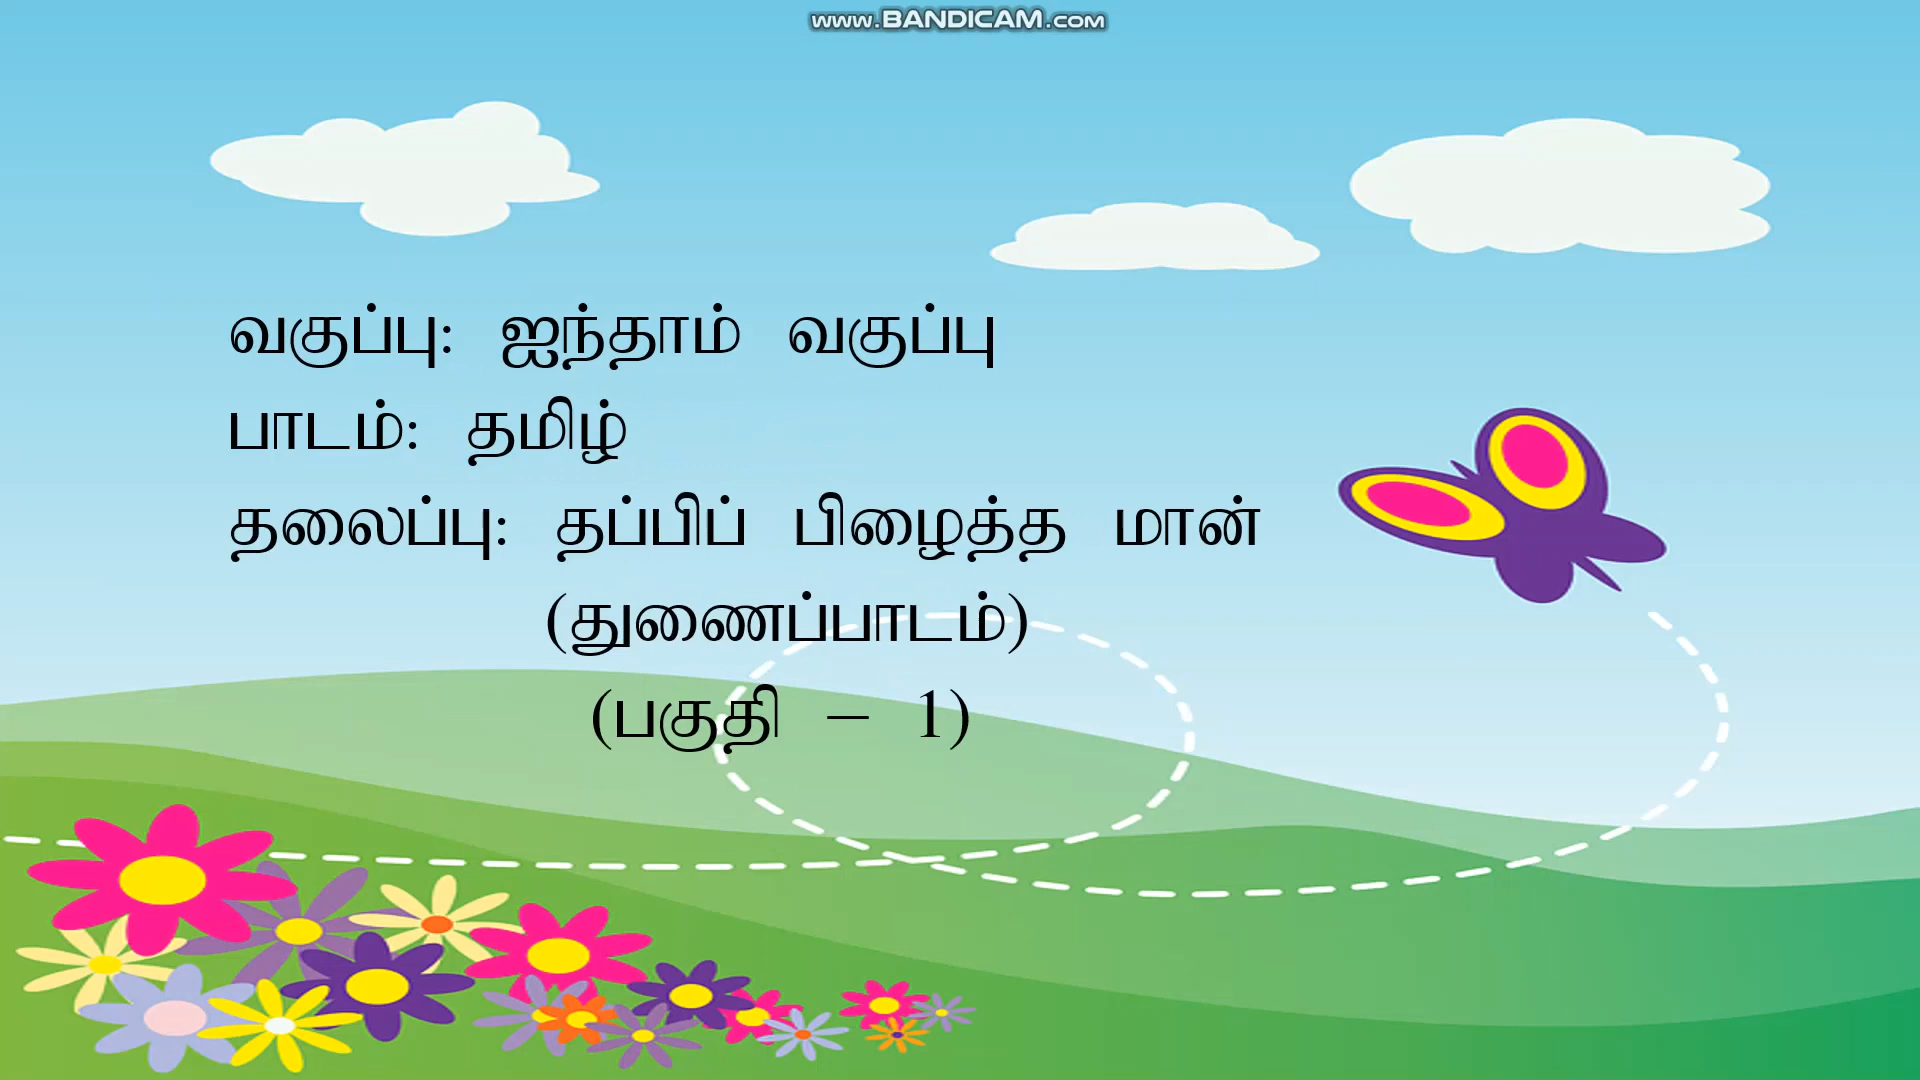 www.BANDICAM.com
வகுப்பு: ஐந்தாம் வகுப்பு
பாடம்: தமிழ்
தலைப்பு: தப்பிப் பிழைத்த மான்
(துணைப்பாடம்)
(பகுதி – 1)